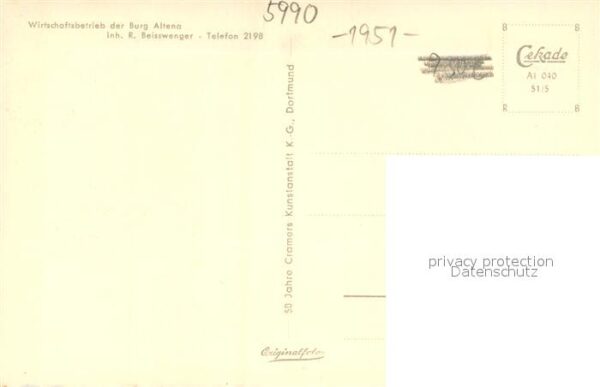 5990
Wirtschaftsbetrieb der Burg Altena
Inh. R. Beisswenger - Telefon 2198
-1951-
B B
Cekade
Al 040
51/5
R B
50 Jahre Cramers Kunstanstalt K.-G., Dortmund
privacy protection
Datenschutz
Originalfoto